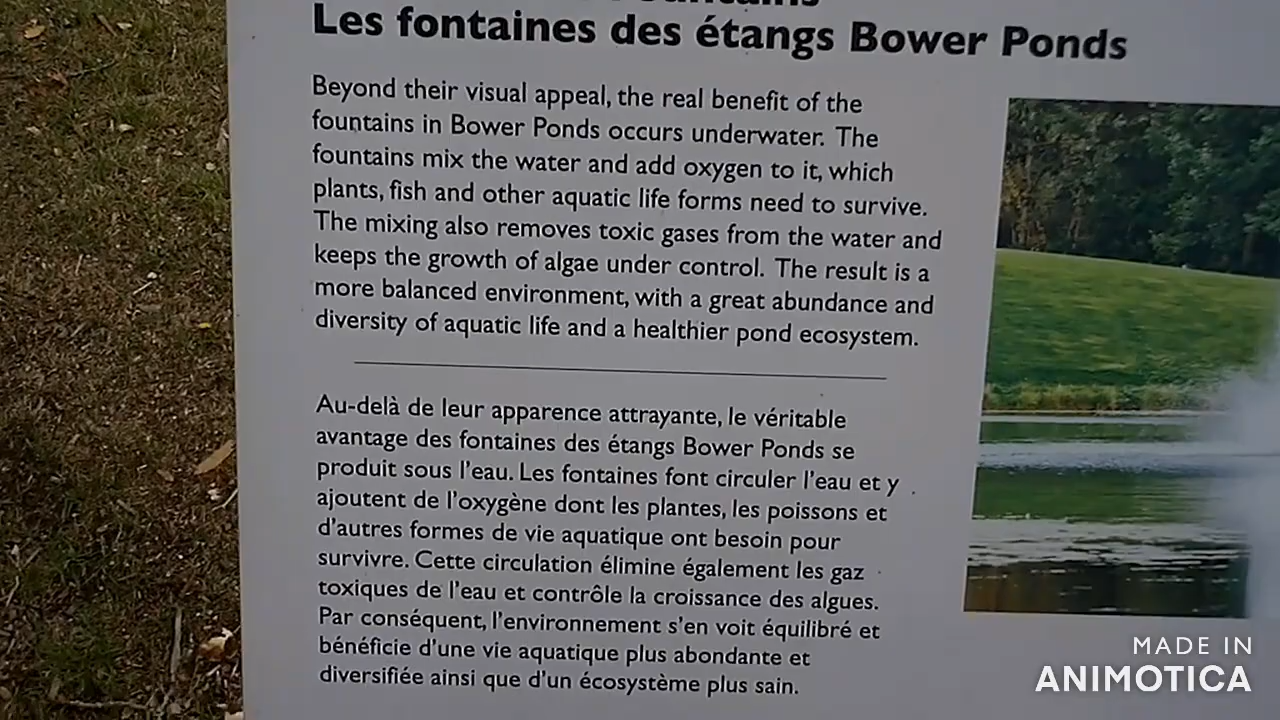 Fountains
Les fontaines des étangs Bower Ponds
Beyond their visual appeal, the real benefit of the
fountains in Bower Ponds occurs underwater. The
fountains mix the water and add oxygen to it, which
plants, fish and other aquatic life forms need to survive.
The mixing also removes toxic gases from the water and
keeps the growth of algae under control. The result is a
more balanced environment, with a great abundance and
diversity of aquatic life and a healthier pond ecosystem.
Au-delà de leur apparence attrayante, le véritable
avantage des fontaines des étangs Bower Ponds se
produit sous l'eau. Les fontaines font circuler l'eau et y
ajoutent de l'oxygène dont les plantes, les poissons et
d'autres formes de vie aquatique ont besoin pour
survivre. Cette circulation élimine également les gaz
toxiques de l'eau et contrôle la croissance des algues.
Par conséquent, l'environnement s'en voit équilibré et
bénéficie d'une vie aquatique plus abondante et
diversifiée ainsi que d'un écosystème plus sain.
MADE IN
ANIMOTICA